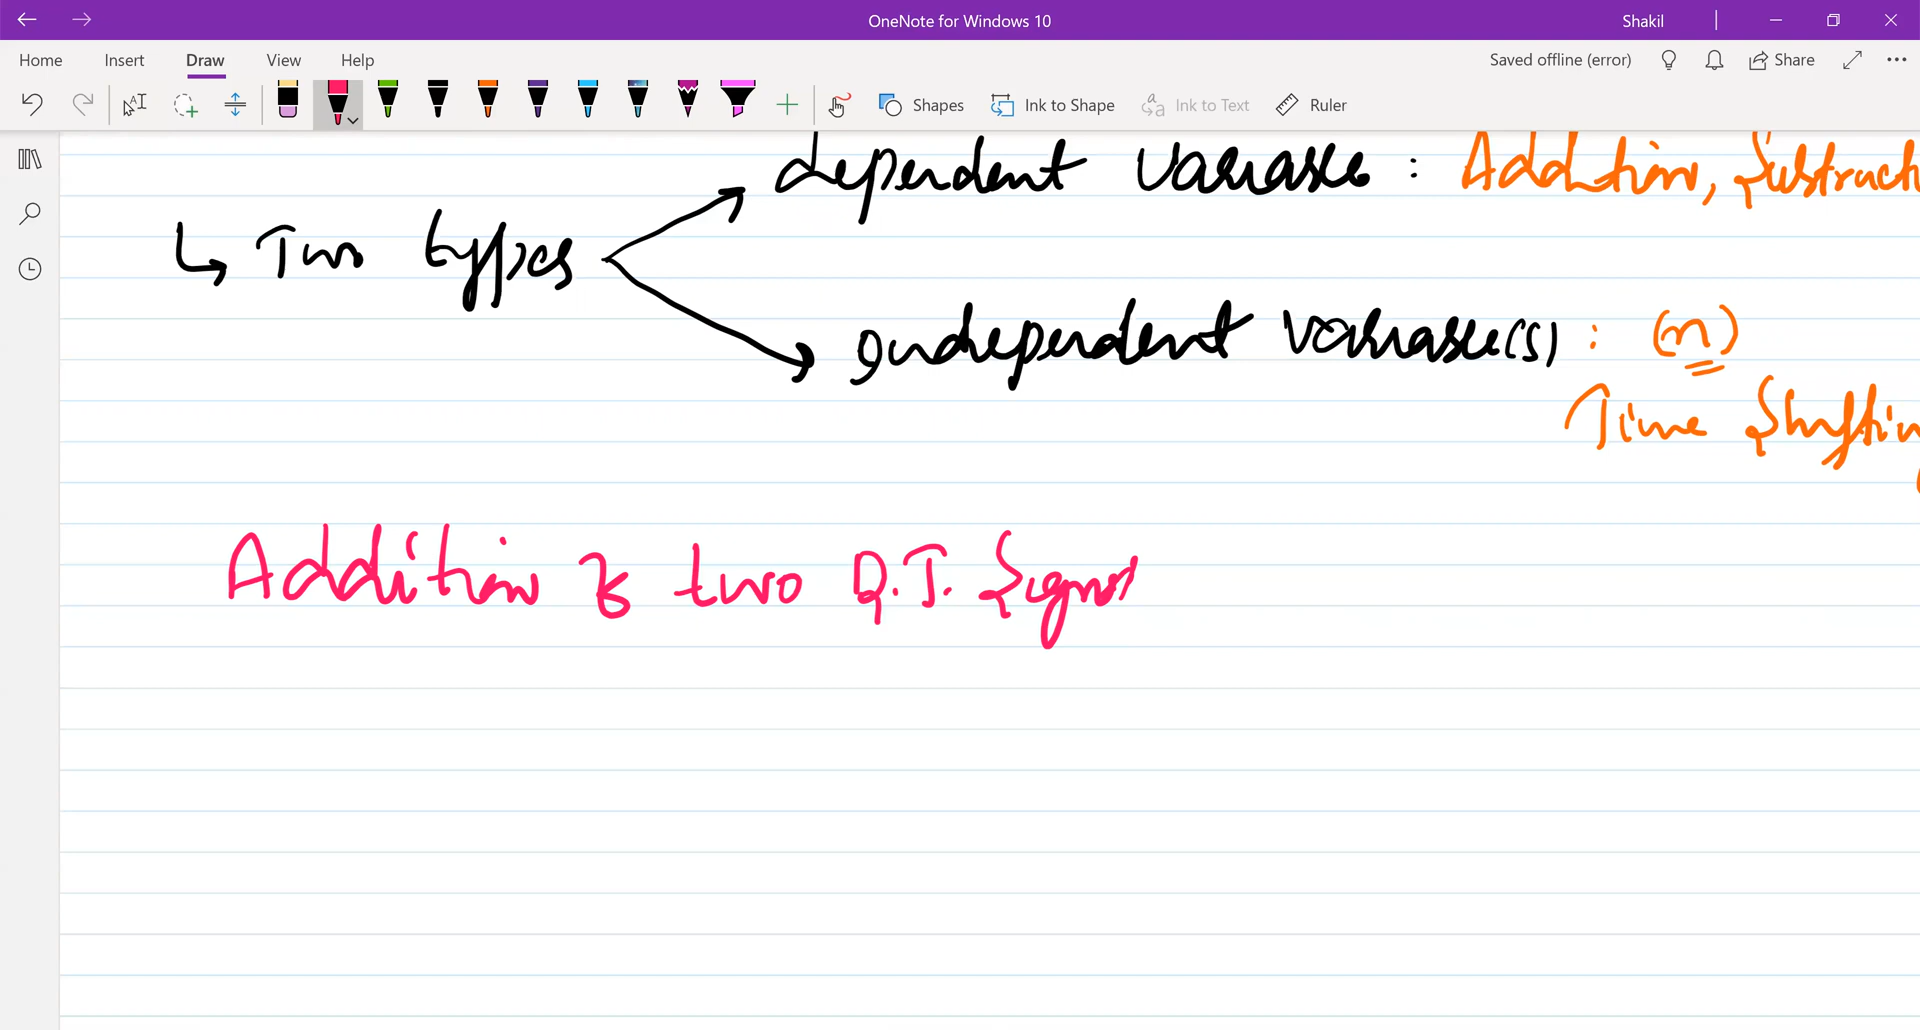 OneNote for Windows 10
Shakil
Home Insert Draw View Help
Saved offline (error) Share
Shapes Ink to Shape Ink to Text Ruler
dependent variable : Addition, Substracti
↳ Two types
Independent variable(s) : (n)
Time Shifting
Addition of two D.T. Signal